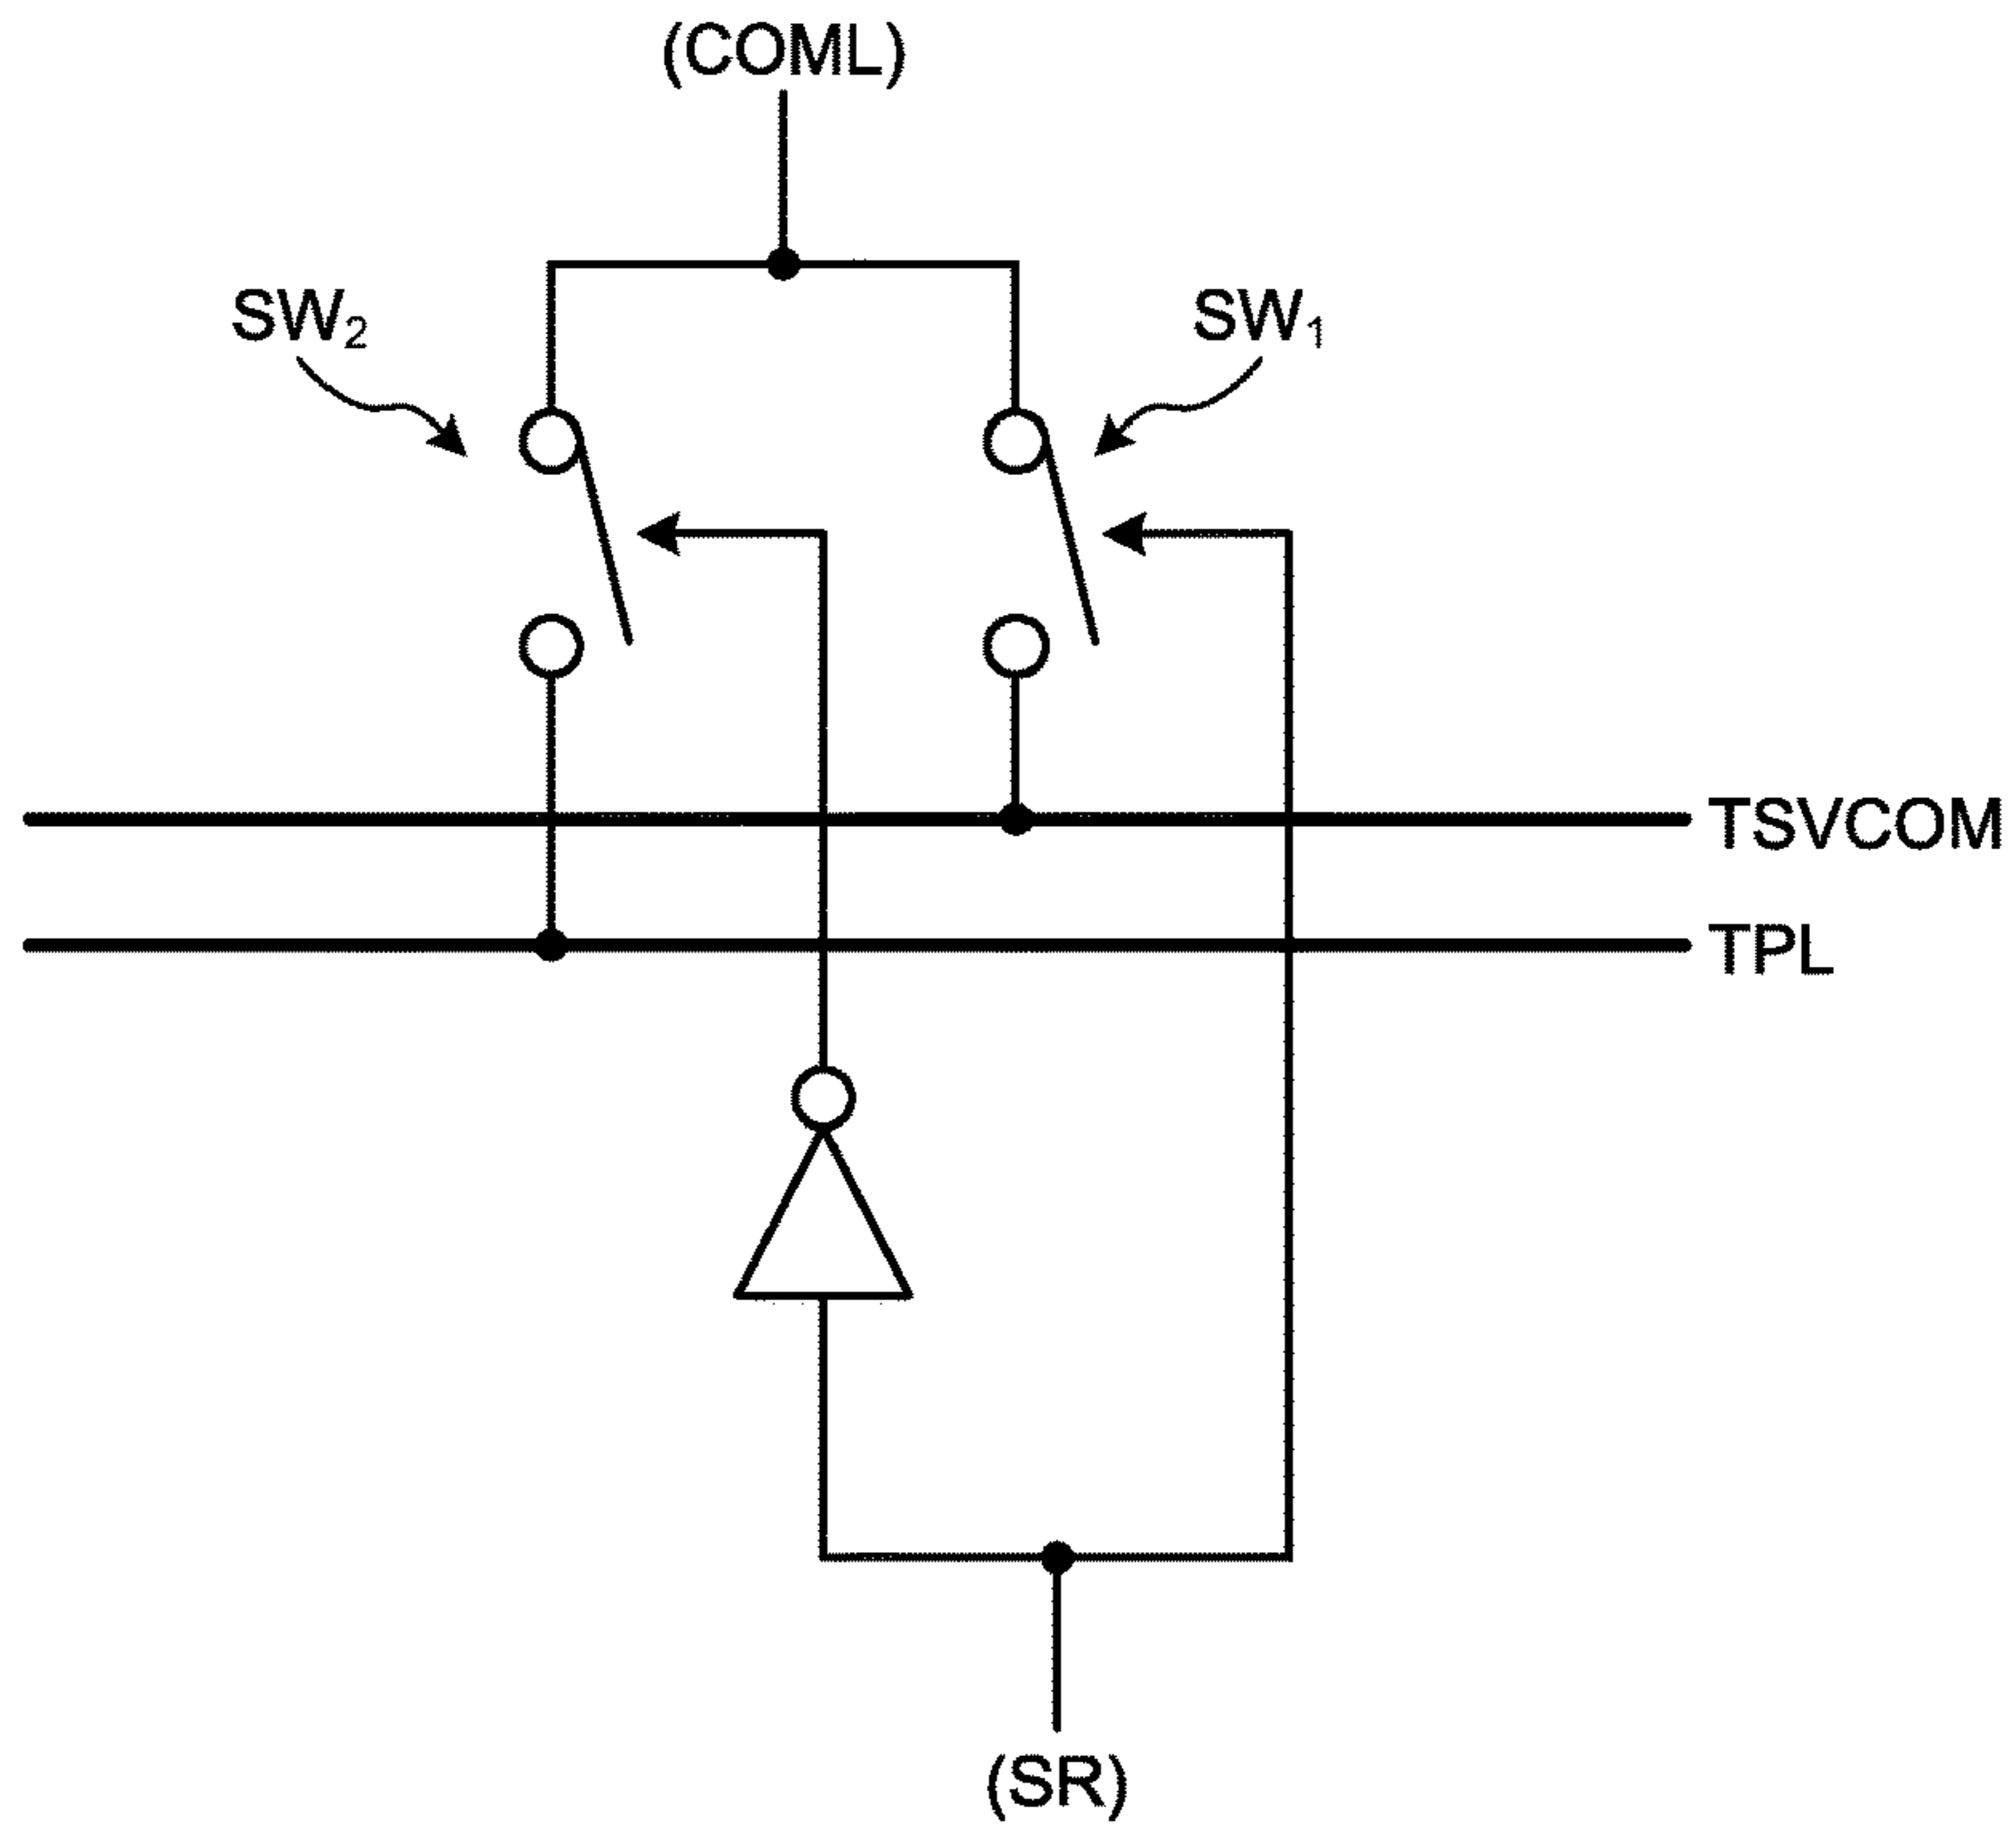 (COML)
SW₂
SW₁
TSVCOM
TPL
(SR)